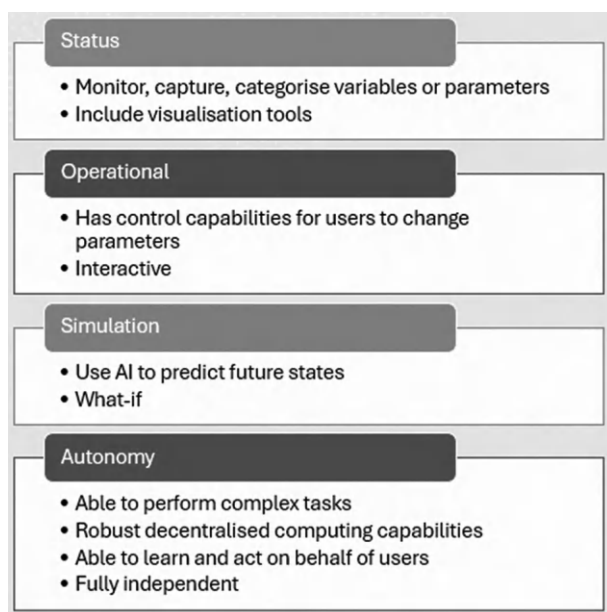 Status
• Monitor, capture, categorise variables or parameters
• Include visualisation tools
Operational
• Has control capabilities for users to change
parameters
• Interactive
Simulation
• Use AI to predict future states
• What-if
Autonomy
• Able to perform complex tasks
• Robust decentralised computing capabilities
• Able to learn and act on behalf of users
• Fully independent